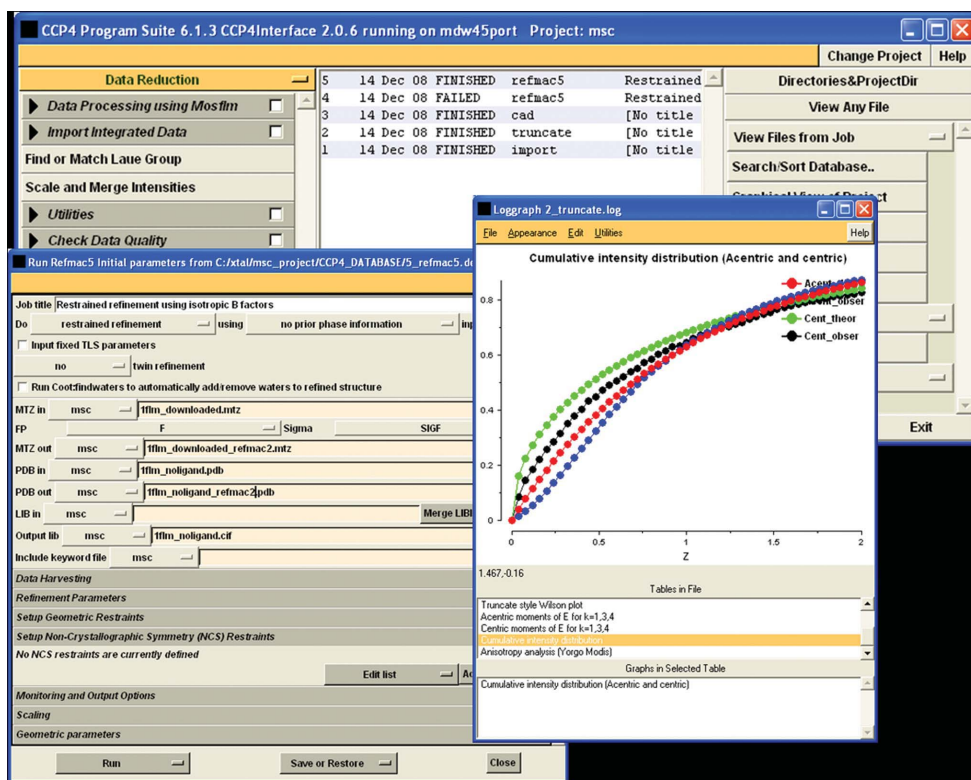 CCP4 Program Suite 6.1.3 CCP4Interface 2.0.6 running on mdw45port Project: msc
Change Project Help
Data Reduction
Data Processing using Mosflm
Import Integrated Data
Find or Match Laue Group
Scale and Merge Intensities
Utilities
Check Data Quality
5 14 Dec 08 FINISHED refmac5 Restrained
4 14 Dec 08 FAILED refmac5 Restrained
3 14 Dec 08 FINISHED cad [No title
2 14 Dec 08 FINISHED truncate [No title
1 14 Dec 08 FINISHED import [No title
Directories&ProjectDir
View Any File
View Files from Job
Search/Sort Database..
Exit
Run Refmac5 Initial parameters from C:/xtal/msc_project/CCP4_DATABASE/5_refmac5.de
Job title Restrained refinement using isotropic B factors
Do restrained refinement using no prior phase information
Input fixed TLS parameters
no twin refinement
Run Coot:findwaters to automatically add/remove waters to refined structure
MTZ in msc 1flm_downloaded.mtz
FP F Sigma SIGF
MTZ out msc 1flm_downloaded_refmac2.mtz
PDB in msc 1flm_noligand.pdb
PDB out msc 1flm_noligand_refmac2.pdb
LIB in msc Merge
Output lib msc 1flm_noligand.cif
Include keyword file msc
Data Harvesting
Refinement Parameters
Setup Geometric Restraints
Setup Non-Crystallographic Symmetry (NCS) Restraints
No NCS restraints are currently defined
Edit list
Monitoring and Output Options
Scaling
Geometric parameters
Run Save or Restore Close
Loggraph 2_truncate.log
File Appearance Edit Utilities Help
Cumulative intensity distribution (Acentric and centric)
Cent_theor
Cent_obser
0.8
0.6
0.4
0.2
0
0 0.5 1 1.5 2
Z
1.467,-0.16
Tables in File
Truncate style Wilson plot
Acentric moments of E for k=1,3,4
Centric moments of E for k=1,3,4
Cumulative intensity distribution
Anisotropy analysis (Yorgo Modis)
Graphs in Selected Table
Cumulative intensity distribution (Acentric and centric)